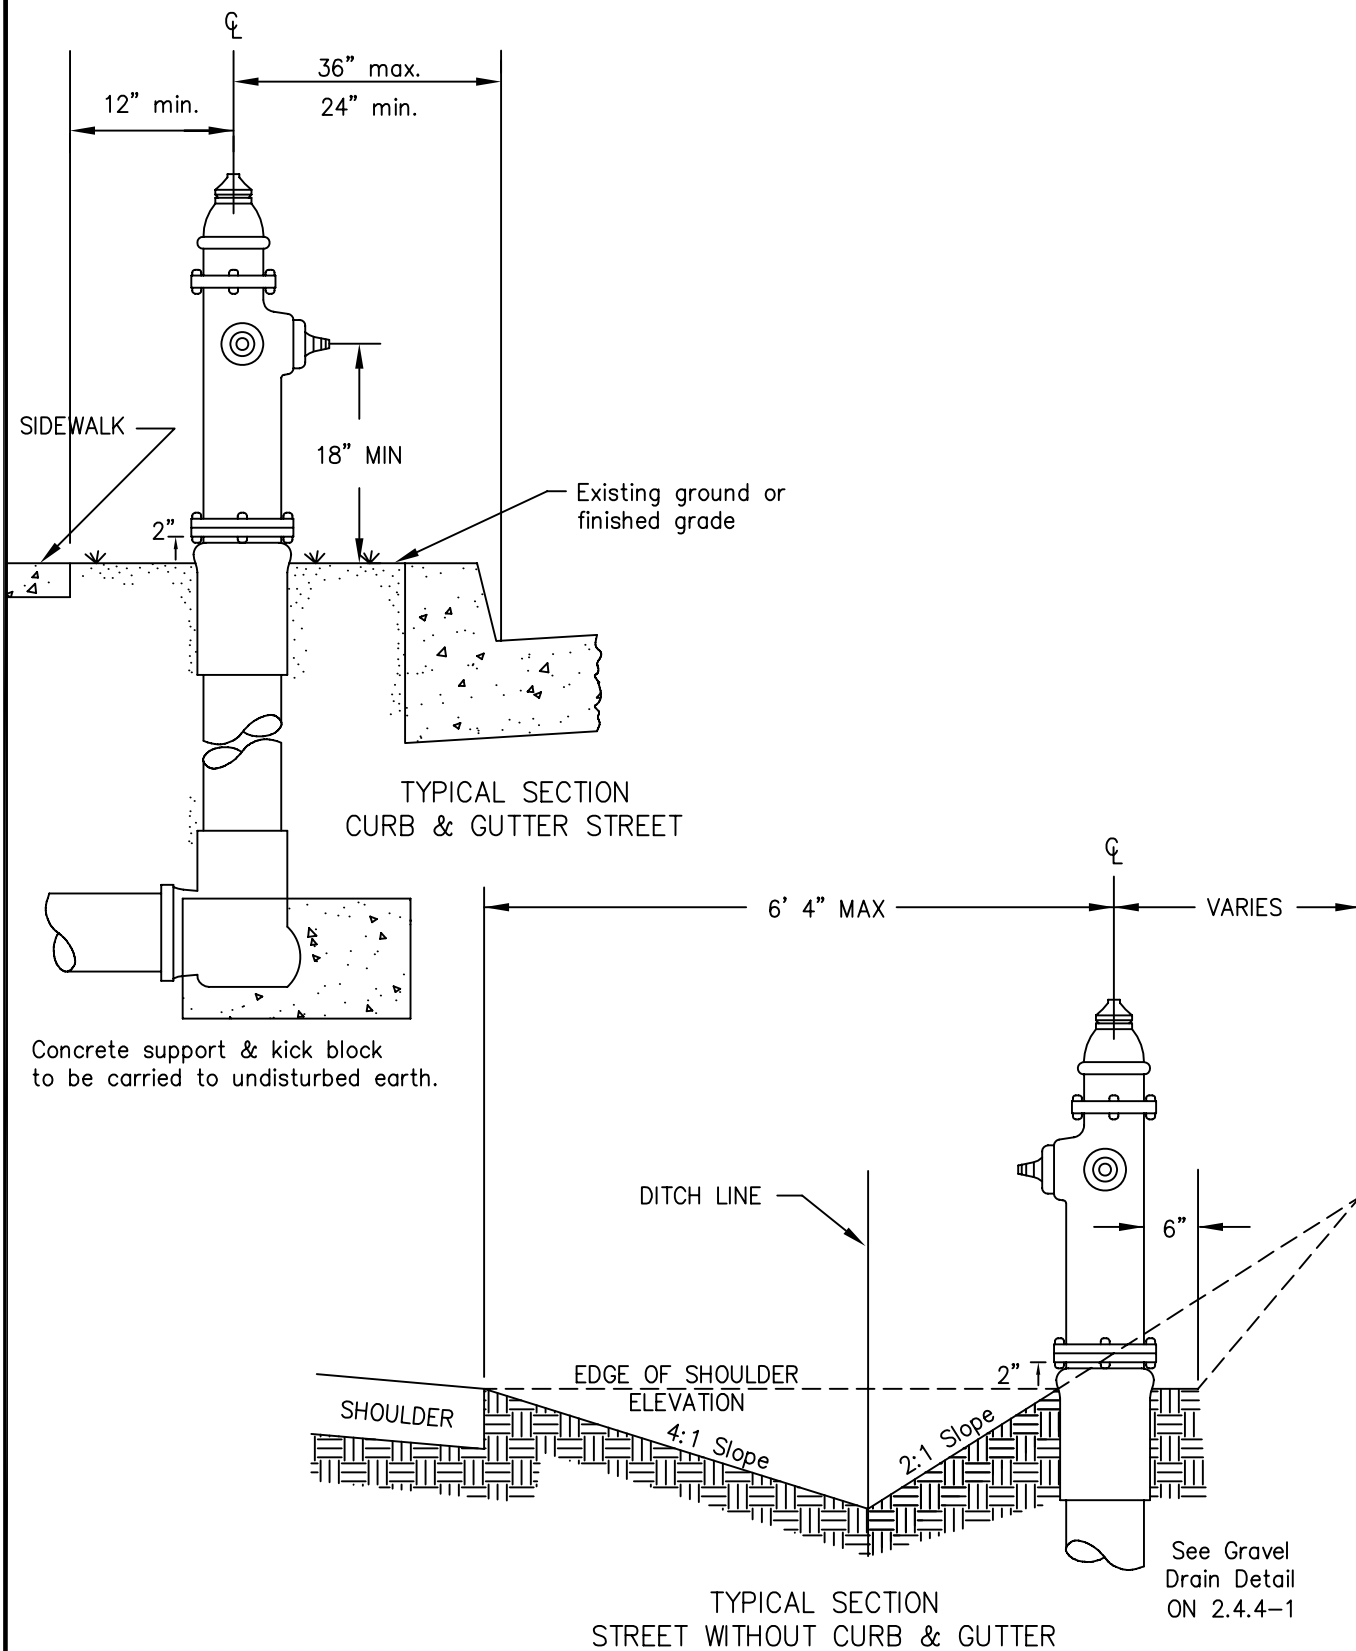 ℄
36” max.
24” min.
12” min.
SIDEWALK
18” MIN
2”
Existing ground or
finished grade
TYPICAL SECTION
CURB & GUTTER STREET
Concrete support & kick block
to be carried to undisturbed earth.
℄
6’ 4” MAX
VARIES
DITCH LINE
6”
2”
EDGE OF SHOULDER
ELEVATION
SHOULDER
4:1 Slope
2:1 Slope
See Gravel
Drain Detail
ON 2.4.4–1
TYPICAL SECTION
STREET WITHOUT CURB & GUTTER